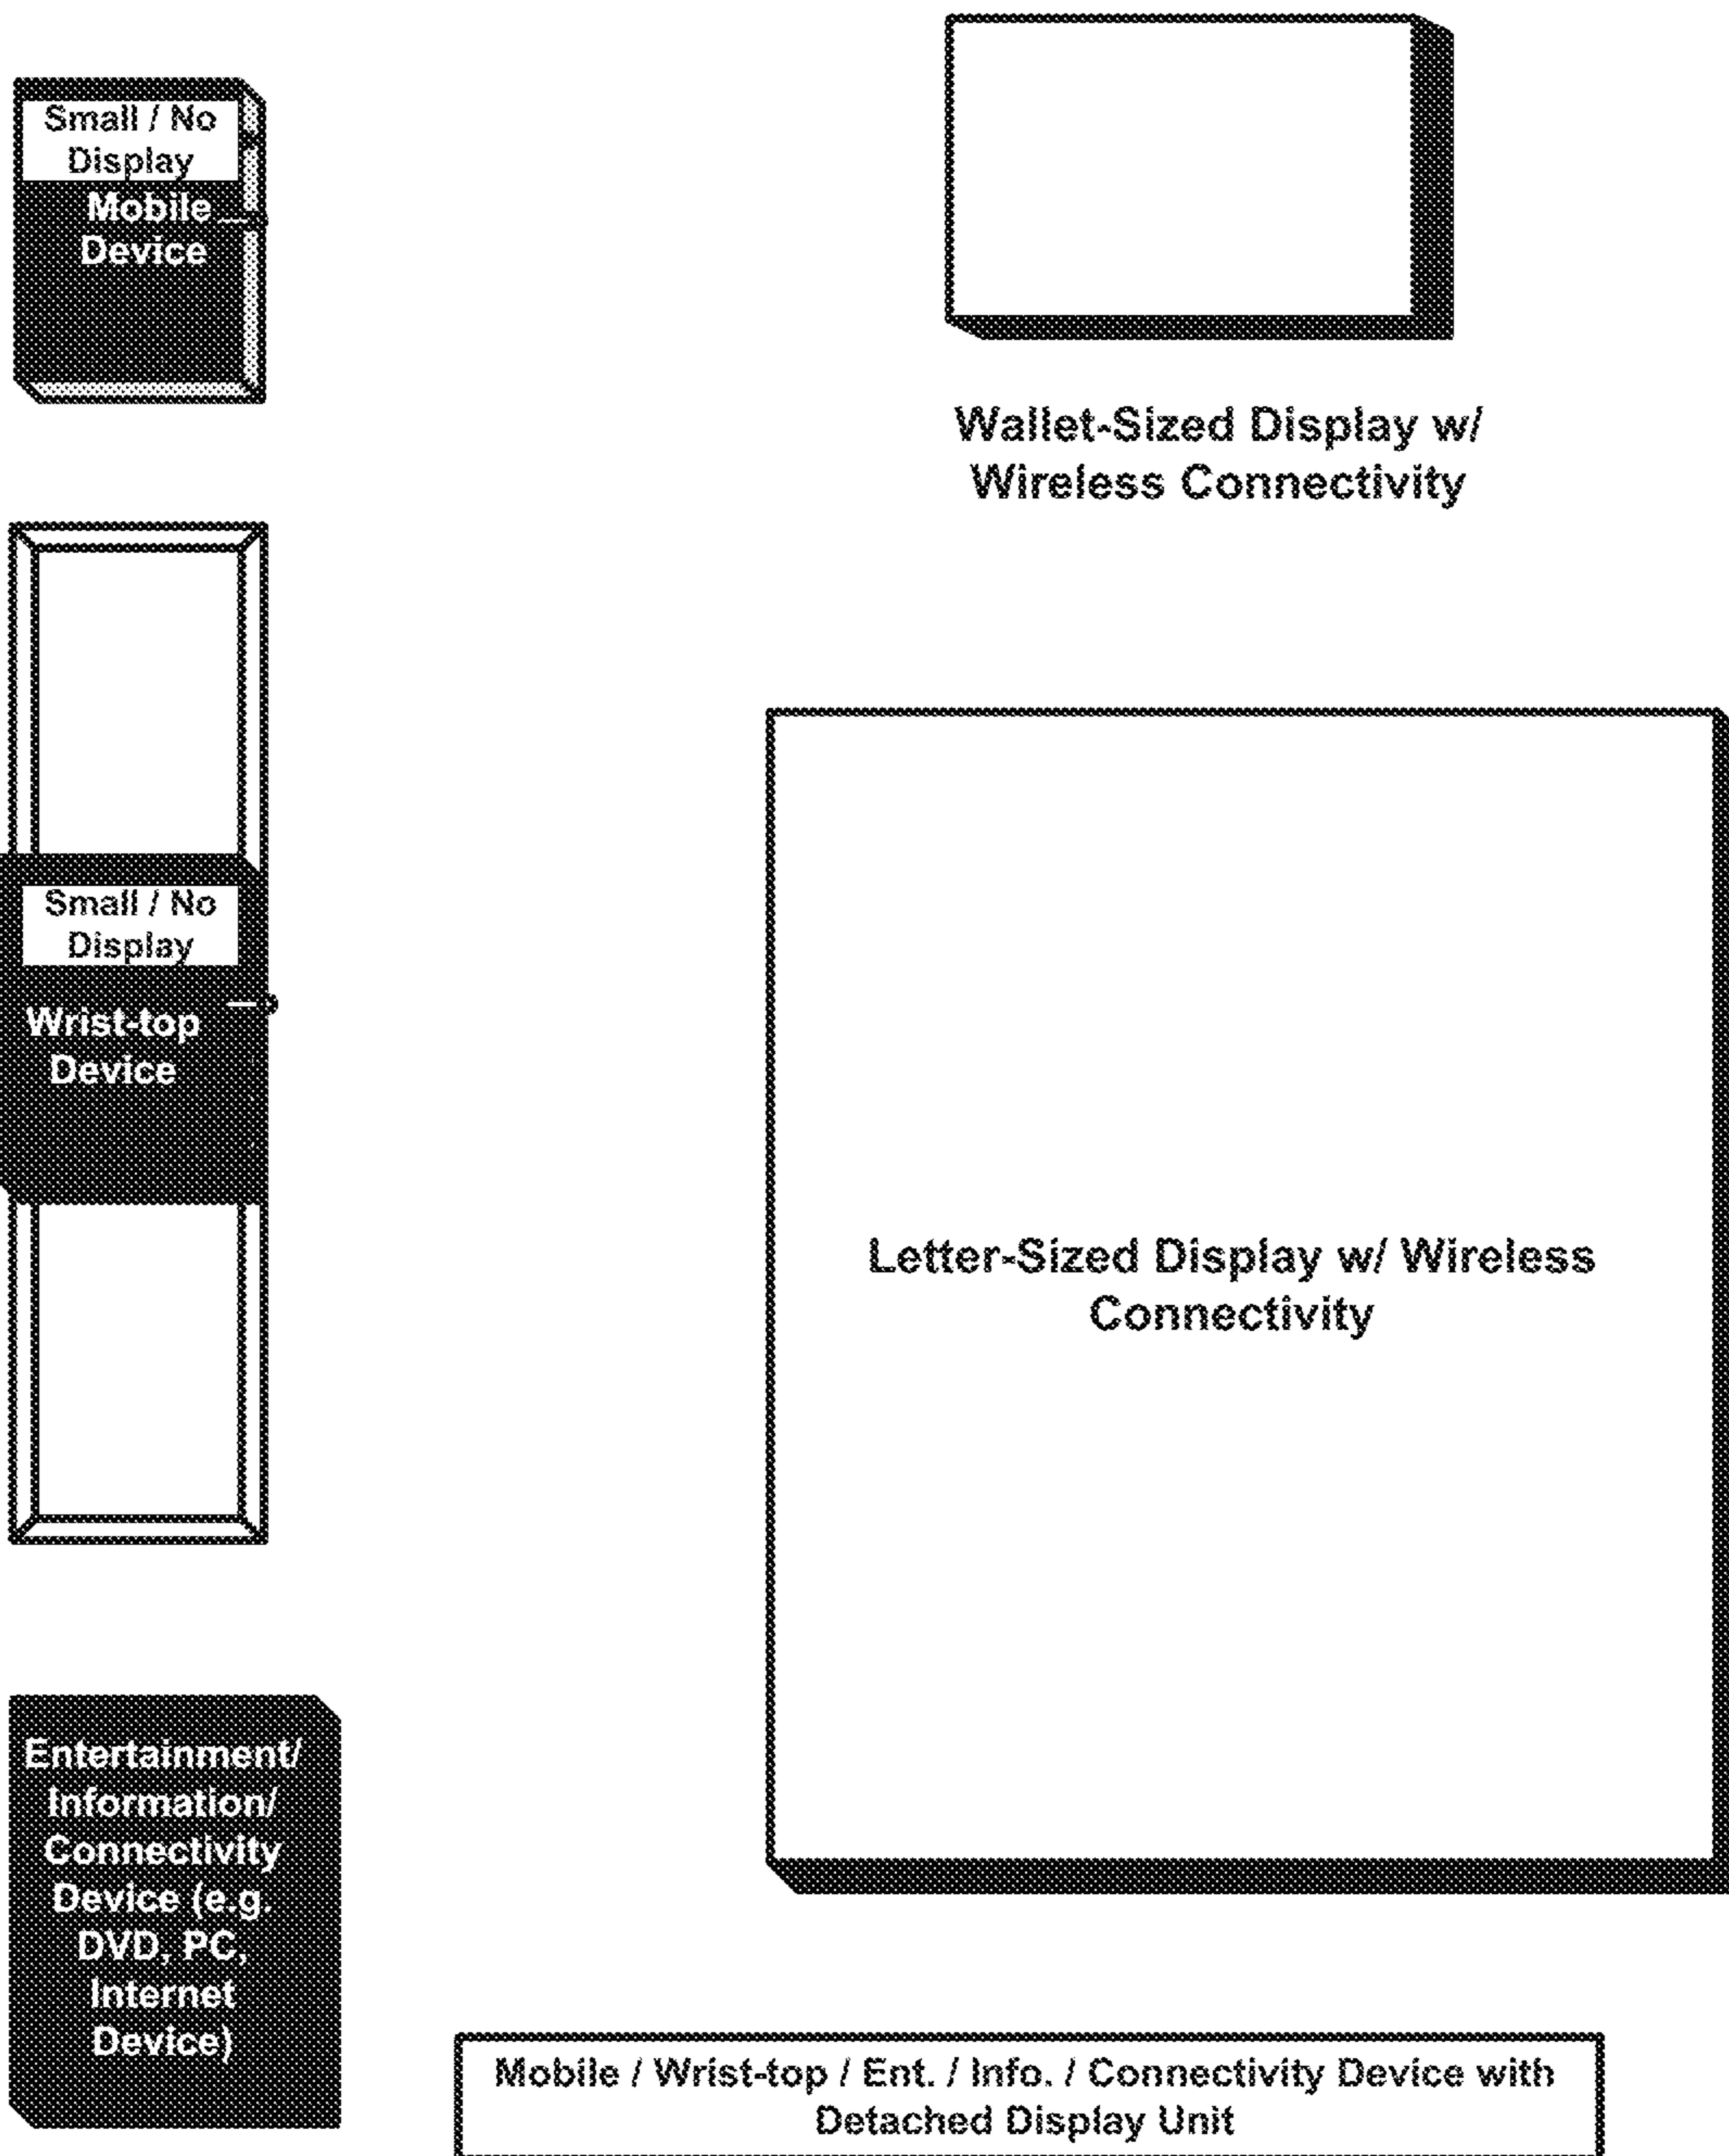 Small / No
Display
Mobile
Device
Wallet-Sized Display w/
Wireless Connectivity
Small / No
Display
Wrist-top
Device
Letter-Sized Display w/ Wireless
Connectivity
Entertainment/
Information/
Connectivity
Device (e.g.
DVD, PC,
Internet
Device)
Mobile / Wrist-top / Ent. / Info. / Connectivity Device with
Detached Display Unit